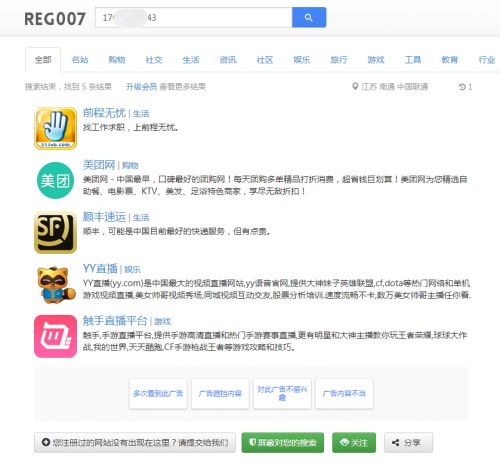 REG007
17 43
全部 名站 购物 社交 生活 资讯 社区 娱乐 旅行 游戏 工具 教育 行业
搜索结束，找到 5 条结果 升级会员 查看更多结果 江苏 南通 中国联通 1
51Job.com
前程无忧 | 生活
找工作求职，上前程无忧。
美团
美团网 | 购物
美团网 - 中国最早，口碑最好的团购网！每天团购多单精品打折消费，超省钱巨划算！美团网为您精选自
助餐、电影票、KTV、美发、足浴特色商家，享尽无敌折扣！
SF
顺丰速运 | 生活
顺丰，可能是中国目前最好的快递服务，但有点贵。
YY直播 | 娱乐
YY直播(yy.com)是中国最大的视频直播网站,yy语音官网,提供大神妹子英雄联盟,cf,dota等热门网络和单机
游戏视频直播,美女帅哥视频秀场,同城视频互动交友,股票分析培训.速度流畅不卡,数万美女帅哥主播任你看.
触手直播平台 | 游戏
触手,手游直播平台,提供手游高清直播和热门手游赛事直播,更有明星和大神主播教你玩王者荣耀,球球大作
战,我的世界,天天酷跑,CF手游枪战王者等游戏攻略和技巧。
多次看到此广告 广告遮挡内容 对此广告不感兴 广告内容不当
趣
您注册过的网站没有出现在这里？请提交给我们 屏蔽对您的搜索 关注 分享